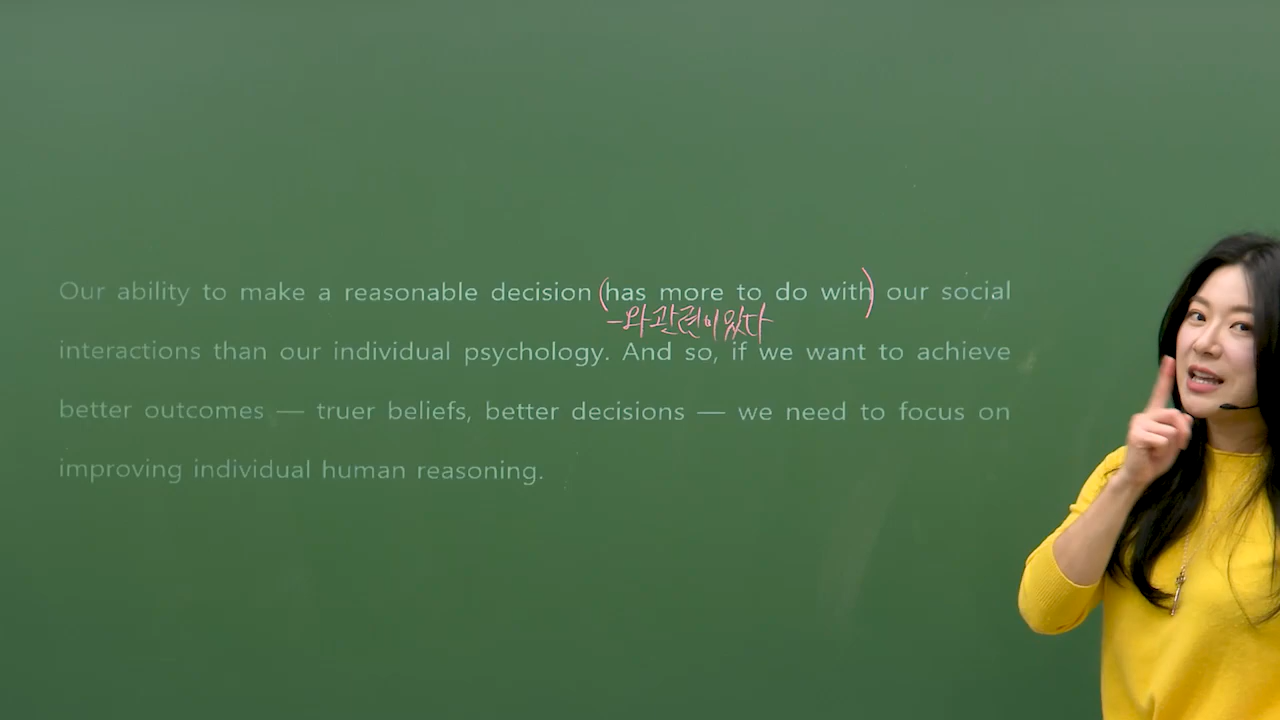 Our ability to make a reasonable decision (has more to do with) our social
-와 관련이 있다
interactions than our individual psychology. And so, if we want to achieve
better outcomes — truer beliefs, better decisions — we need to focus on
improving individual human reasoning.